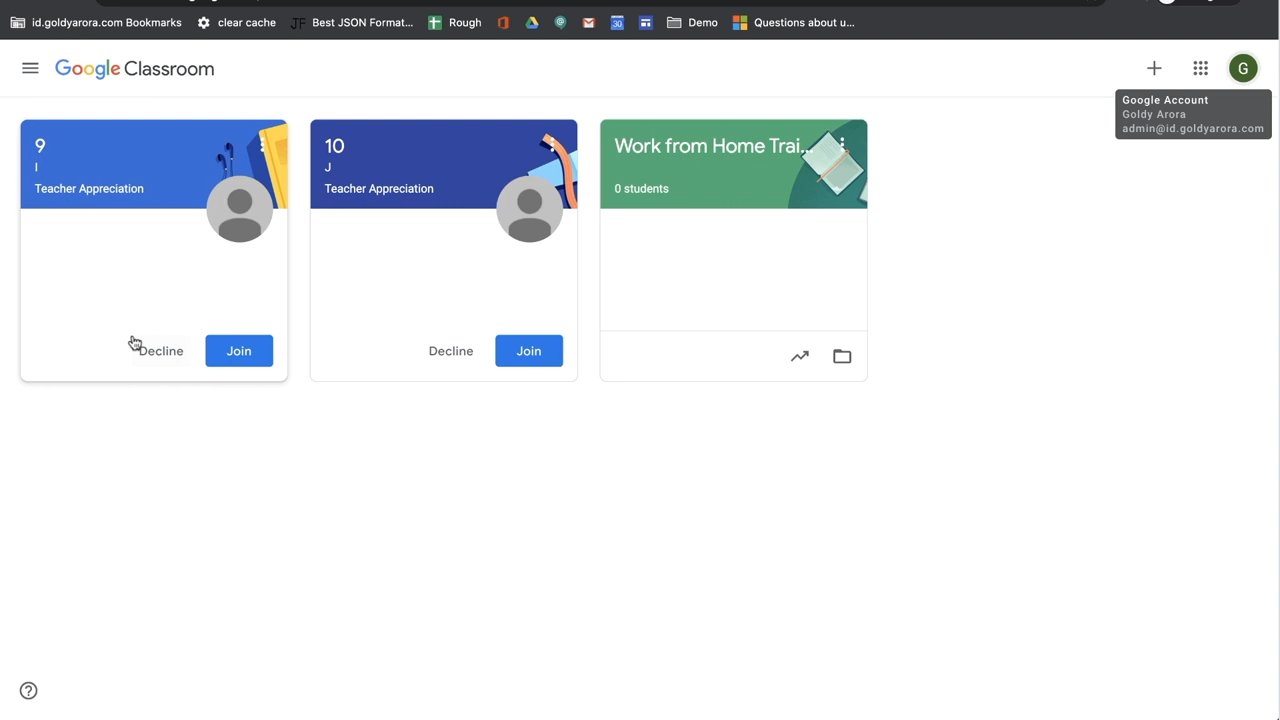 id.goldyarora.com Bookmarks
clear cache
JF Best JSON Format...
Rough
30
Demo
Questions about u...
Google Classroom
G
Google Account
Goldy Arora
admin@id.goldyarora.com
9
I
Teacher Appreciation
Decline
Join
10
J
Teacher Appreciation
Decline
Join
Work from Home Trai...
0 students